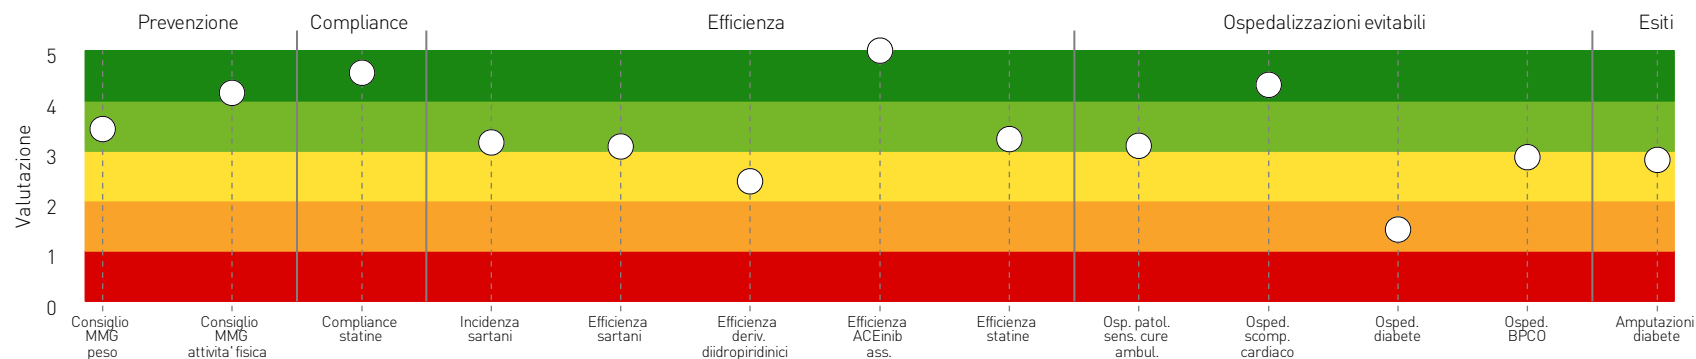 Prevenzione Compliance Efficienza Ospedalizzazioni evitabili Esiti
Valutazione
5
4
3
2
1
0
Consiglio
MMG
peso
Consiglio
MMG
attivita' fisica
Compliance
statine
Incidenza
sartani
Efficienza
sartani
Efficienza
deriv.
diidropiridinici
Efficienza
ACEinib
ass.
Efficienza
statine
Osp. patol.
sens. cure
ambul.
Osped.
scomp.
cardiaco
Osped.
diabete
Osped.
BPCO
Amputazioni
diabete